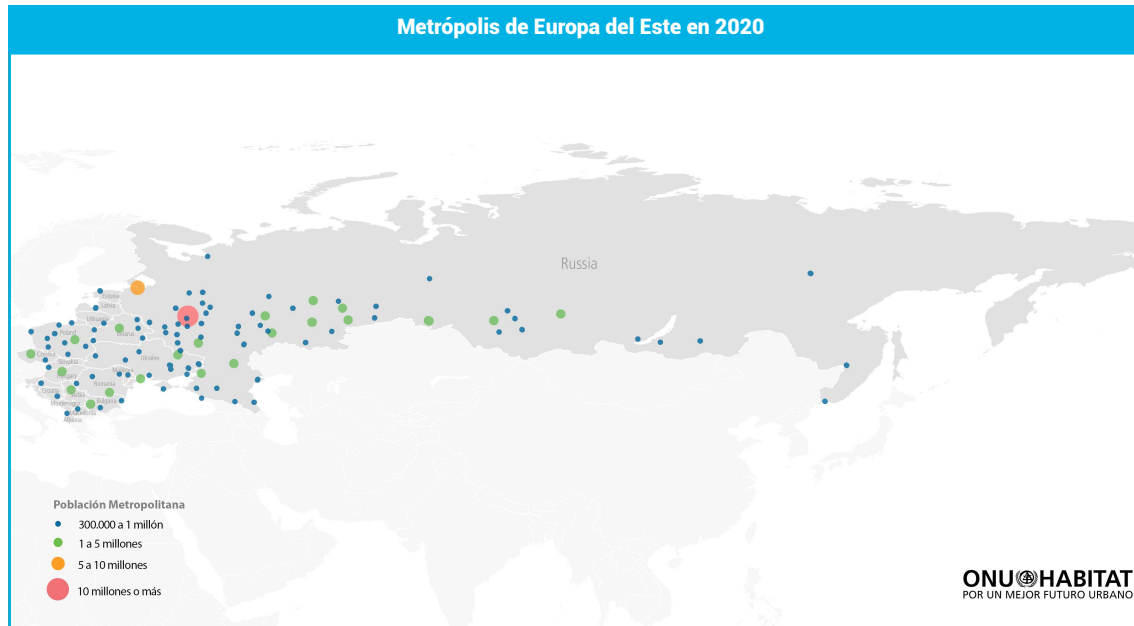 Metrópolis de Europa del Este en 2020
Russia
Estonia
Latvia
Lithuania
Belarus
Poland
Czechia
Ukraine
Slovakia
Moldova
Hungary
Romania
Croatia
Serbia
Montenegro
Bulgaria
Macedonia
Albania
Población Metropolitana
300.000 a 1 millón
1 a 5 millones
5 a 10 millones
10 millones o más
ONU HABITAT
POR UN MEJOR FUTURO URBANO